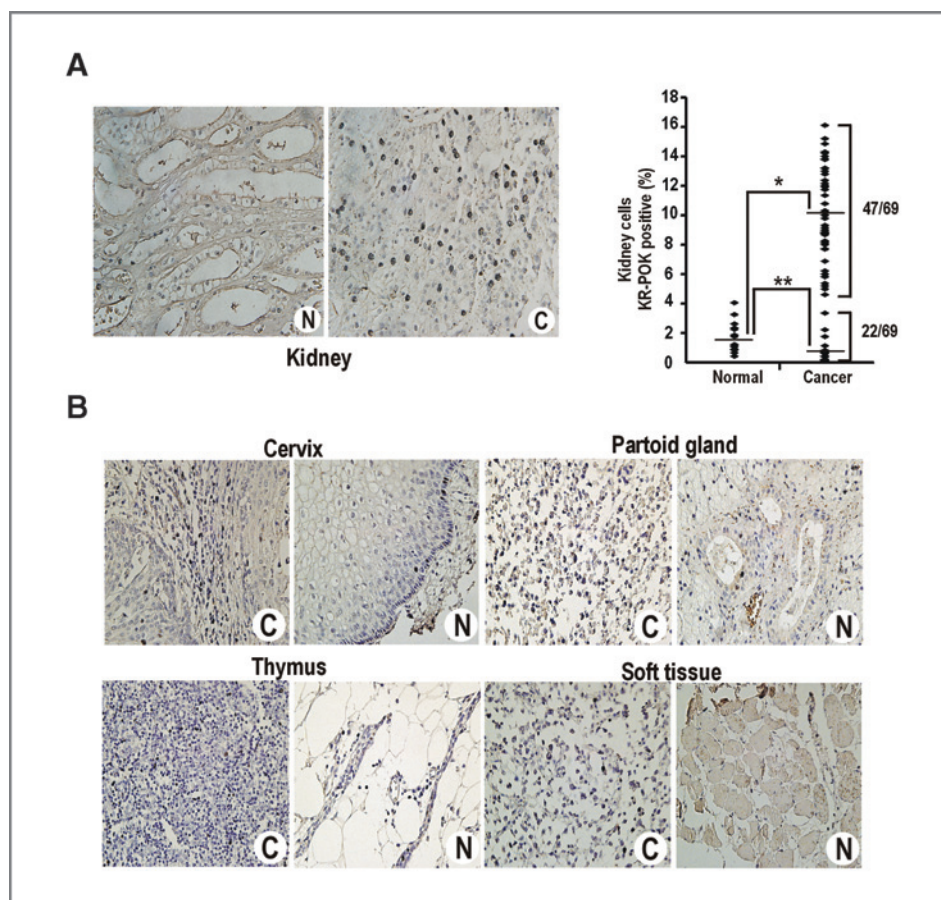 A
N
C
Kidney
Kidney cells
KR-POK positive (%)
18
16
14
12
10
8
6
4
2
0
*
**
47/69
22/69
Normal
Cancer
B
Cervix
Partoid gland
C
N
C
N
Thymus
Soft tissue
C
N
C
N